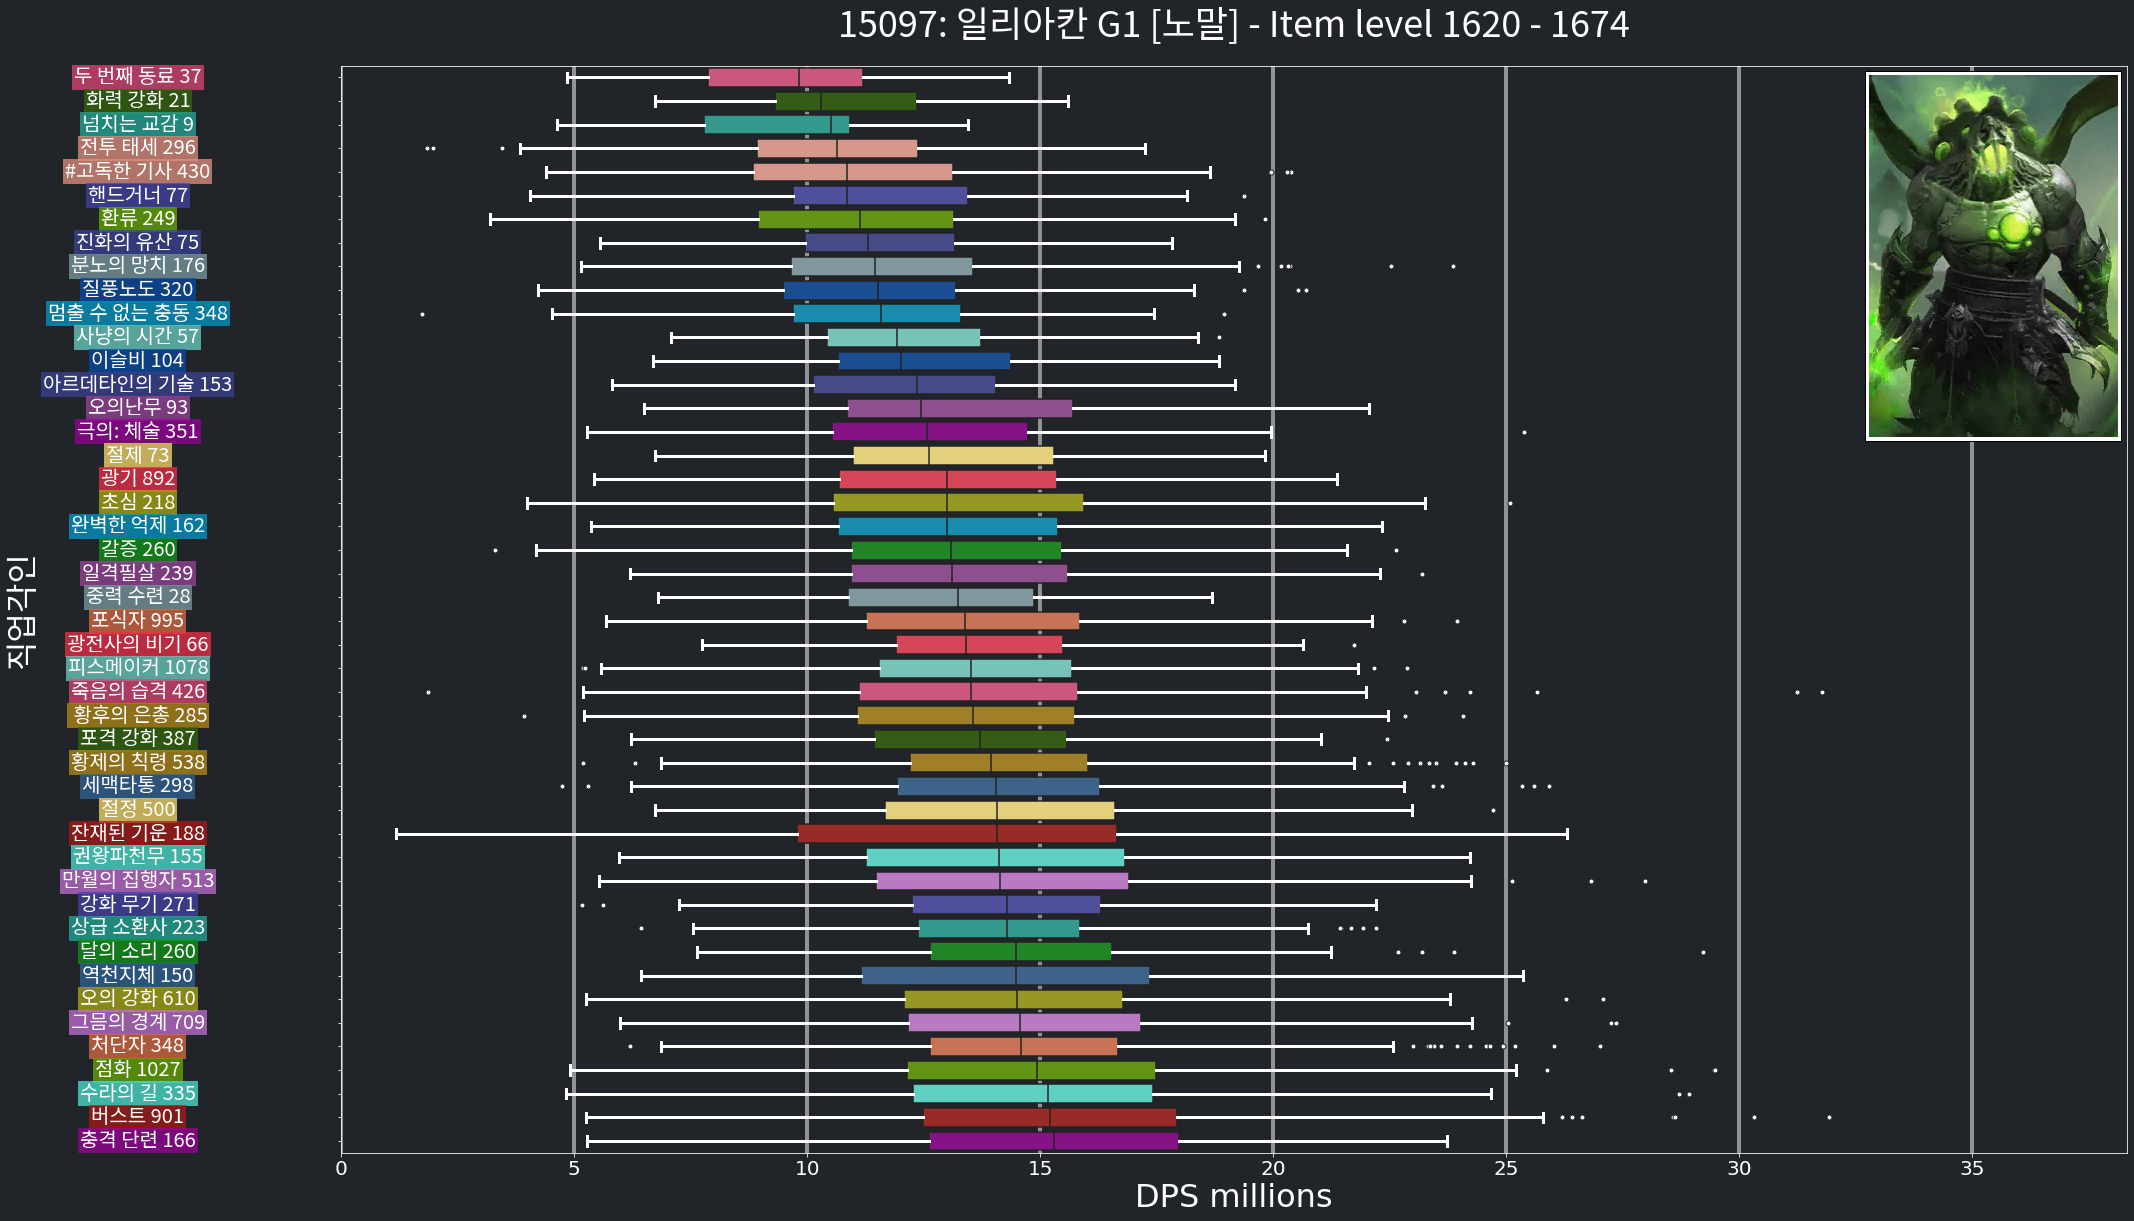 15097: 일리아칸 G1 [노말] - Item level 1620 - 1674
직업각인
두 번째 동료 37
화력 강화 21
넘치는 교감 9
전투 태세 296
#고독한 기사 430
핸드거너 77
환류 249
진화의 유산 75
분노의 망치 176
질풍노도 320
멈출 수 없는 충동 348
사냥의 시간 57
이슬비 104
아르데타인의 기술 153
오의난무 93
극의: 체술 351
절제 73
광기 892
초심 218
완벽한 억제 162
갈증 260
일격필살 239
중력 수련 28
포식자 995
광전사의 비기 66
피스메이커 1078
죽음의 습격 426
황후의 은총 285
포격 강화 387
황제의 칙령 538
세맥타통 298
절정 500
잔재된 기운 188
권왕파천무 155
만월의 집행자 513
강화 무기 271
상급 소환사 223
달의 소리 260
역천지체 150
오의 강화 610
그믐의 경계 709
처단자 348
점화 1027
수라의 길 335
버스트 901
충격 단련 166
0 5 10 15 20 25 30 35
DPS millions